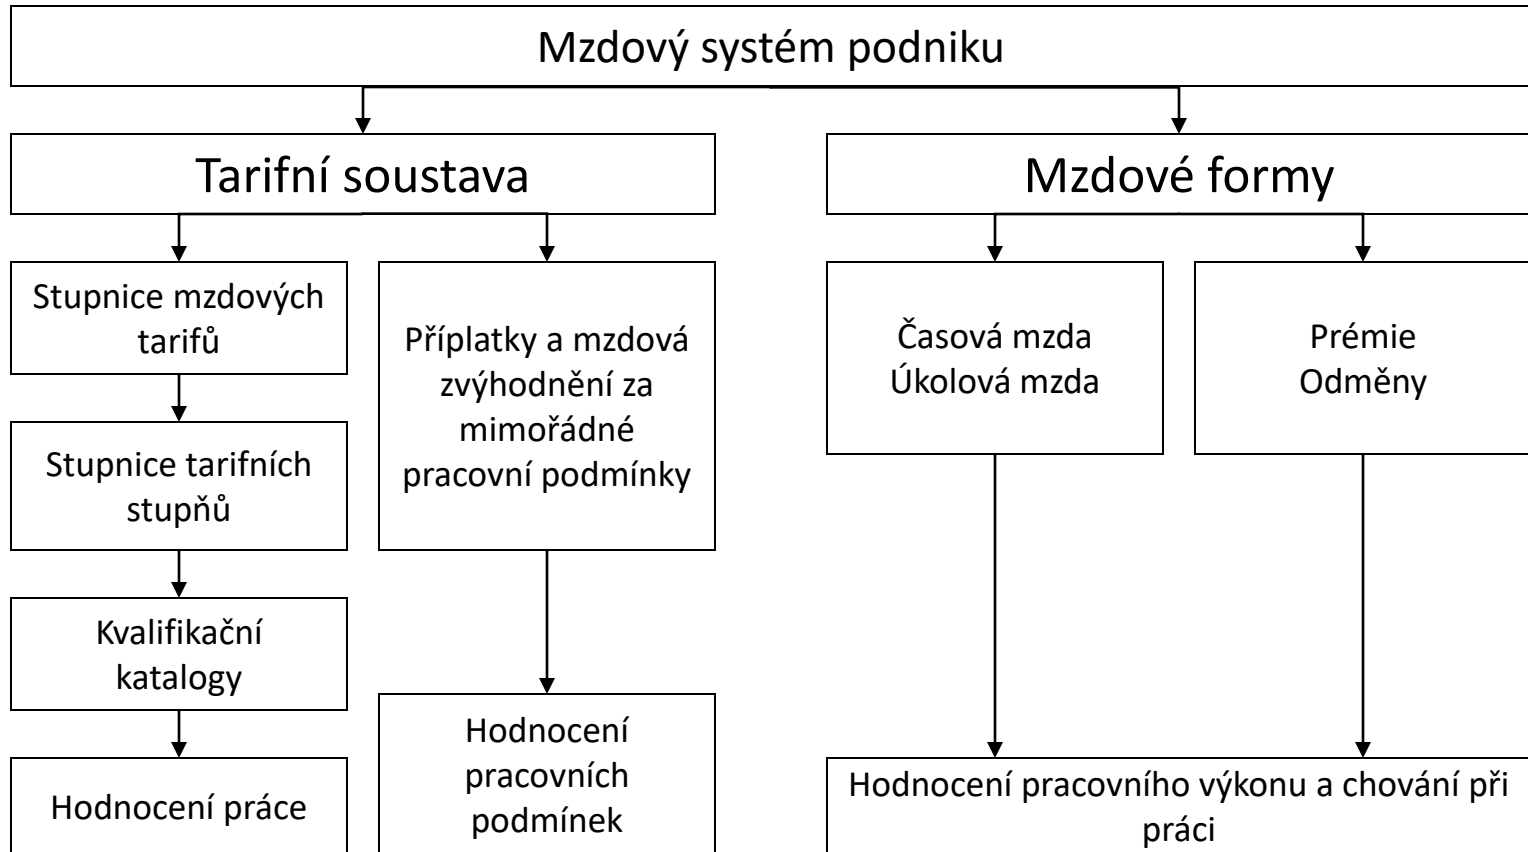 Mzdový systém podniku
Tarifní soustava
Mzdové formy
Stupnice mzdových
tarifů
Příplatky a mzdová
zvýhodnění za
mimořádné
pracovní podmínky
Časová mzda
Úkolová mzda
Prémie
Odměny
Stupnice tarifních
stupňů
Kvalifikační
katalogy
Hodnocení práce
Hodnocení
pracovních
podmínek
Hodnocení pracovního výkonu a chování při
práci